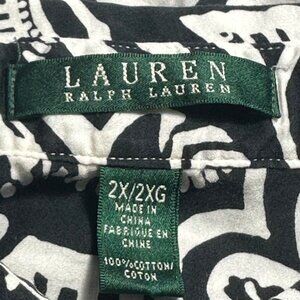 LAUREN
RALPH LAUREN
2X/2XG
MADE IN
CHINA
FABRIQUÉ EN
CHINE
100%COTTON/
COTON